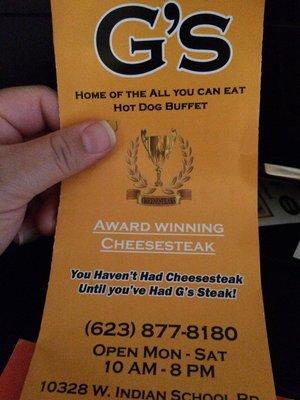 G's
Home of the All you can eat
Hot Dog Buffet
Award winning
Cheesesteak
You Haven't Had Cheesesteak
Until you've Had G's Steak!
(623) 877-8180
Open Mon - Sat
10 AM - 8 PM
10328 W. Indian School Rd